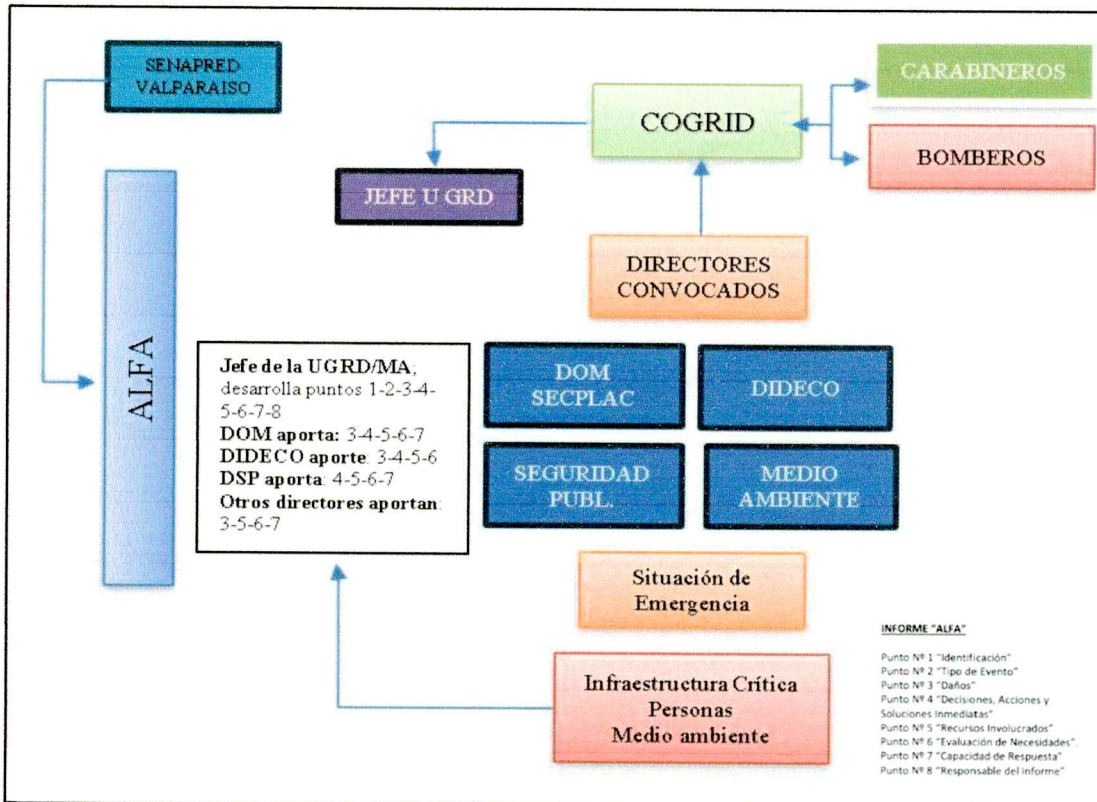 SENAPRED
VALPARAISO
CARABINEROS
COGRID
BOMBEROS
JEFE U GRD
DIRECTORES
CONVOCADOS
ALFA
Jefe de la UGRD/MA;
desarrolla puntos 1-2-3-4-
5-6-7-8
DOM aporta: 3-4-5-6-7
DIDECO aporte: 3-4-5-6
DSP aporta: 4-5-6-7
Otros directores aportan:
3-5-6-7
DOM
SECPLAC
DIDECO
SEGURIDAD
PUBL.
MEDIO
AMBIENTE
Situación de
Emergencia
Infraestructura Crítica
Personas
Medio ambiente
INFORME "ALFA"
Punto Nº 1 "Identificación"
Punto Nº 2 "Tipo de Evento"
Punto Nº 3 "Daños"
Punto Nº 4 "Decisiones, Acciones y
Soluciones Inmediatas"
Punto Nº 5 "Recursos Involucrados"
Punto Nº 6 "Evaluación de Necesidades".
Punto Nº 7 "Capacidad de Respuesta"
Punto Nº 8 "Responsable del Informe"